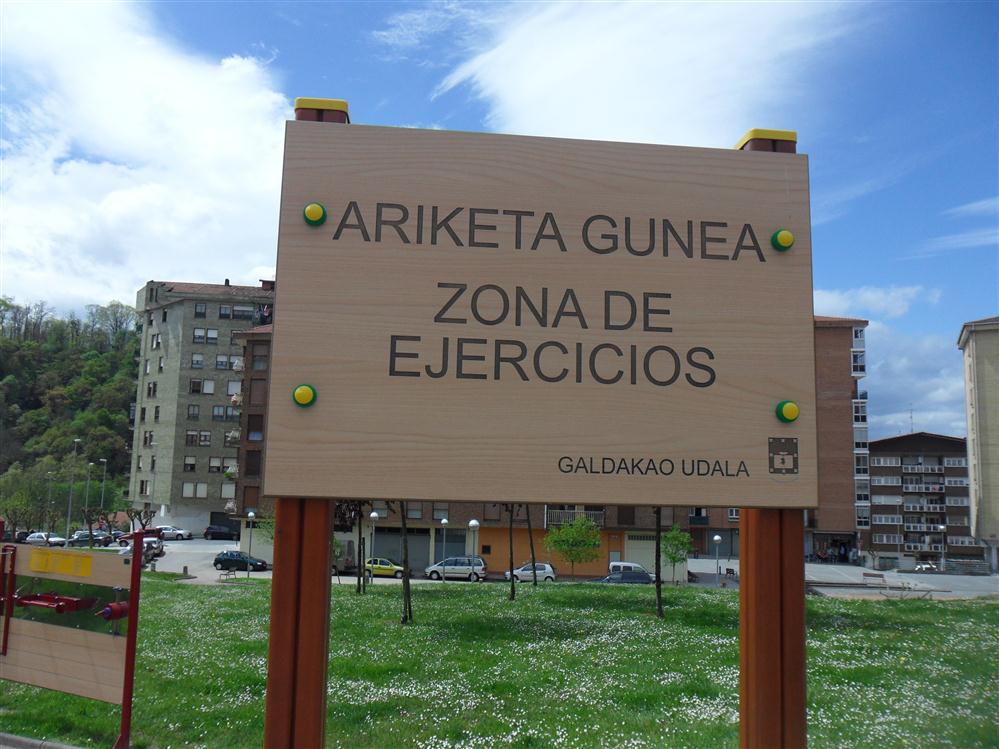 ARIKETA GUNEA
ZONA DE
EJERCICIOS
GALDAKAO UDALA